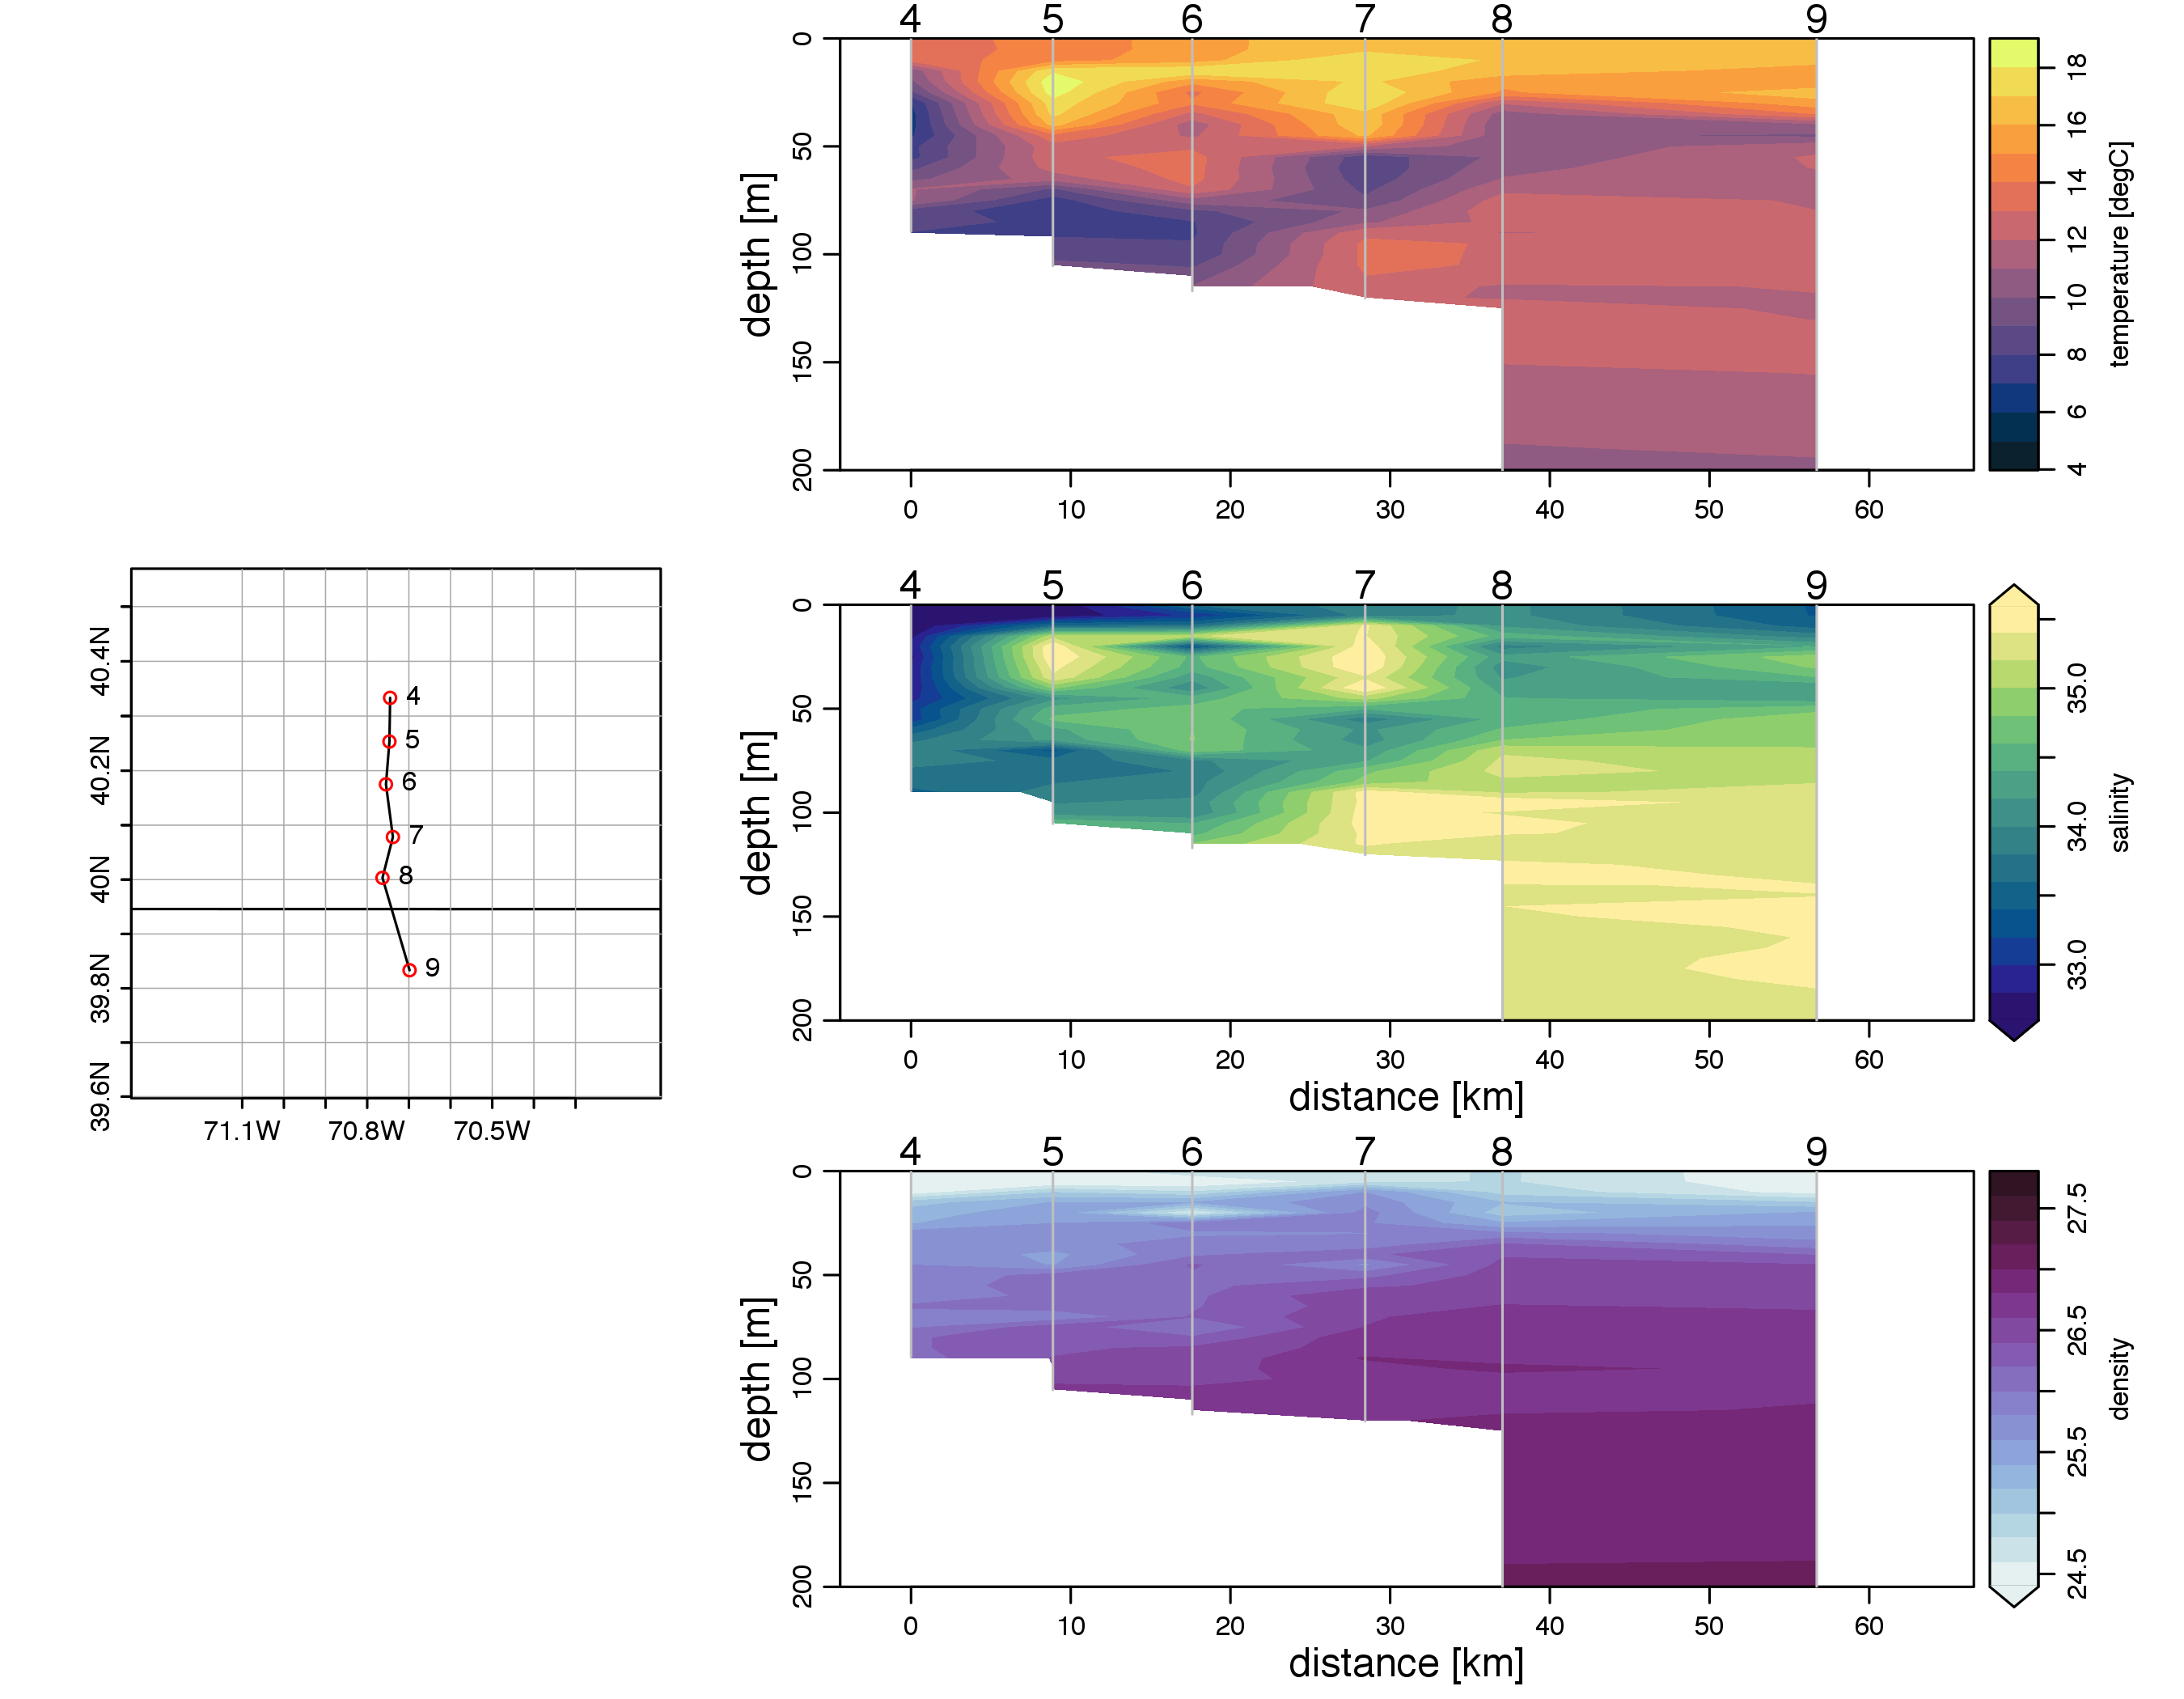 4 5 6 7 8 9
0
50
100
150
200
depth [m]
0 10 20 30 40 50 60
18
16
14
12
10
8
6
4
temperature [degC]
40.4N
40.2N
40N
39.8N
39.6N
4
5
6
7
8
9
71.1W 70.8W 70.5W
4 5 6 7 8 9
0
50
100
150
200
depth [m]
0 10 20 30 40 50 60
distance [km]
35.0
34.0
33.0
salinity
4 5 6 7 8 9
0
50
100
150
200
depth [m]
0 10 20 30 40 50 60
distance [km]
27.5
26.5
25.5
24.5
density